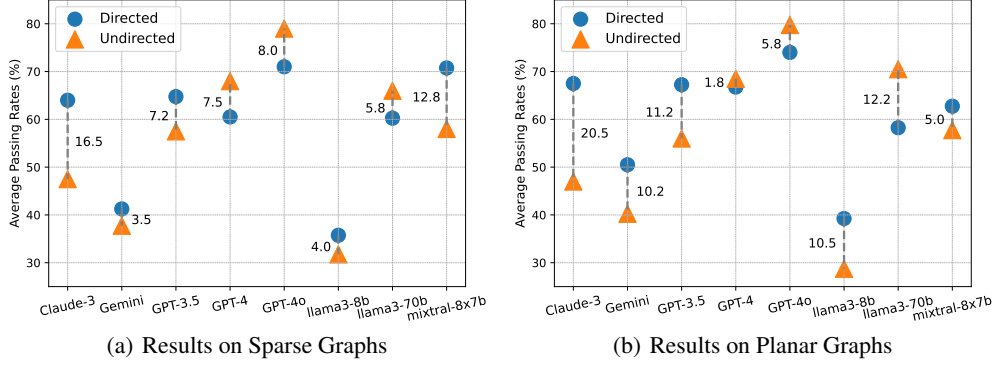 Directed
Undirected
80
70
60
50
40
30
Average Passing Rates (%)
16.5
3.5
7.2
7.5
8.0
4.0
5.8
12.8
Claude-3
Gemini
GPT-3.5
GPT-4
GPT-4o
llama3-8b
llama3-70b
mixtral-8x7b
(a) Results on Sparse Graphs
Directed
Undirected
80
70
60
50
40
30
Average Passing Rates (%)
20.5
10.2
11.2
1.8
5.8
10.5
12.2
5.0
Claude-3
Gemini
GPT-3.5
GPT-4
GPT-4o
llama3-8b
llama3-70b
mixtral-8x7b
(b) Results on Planar Graphs